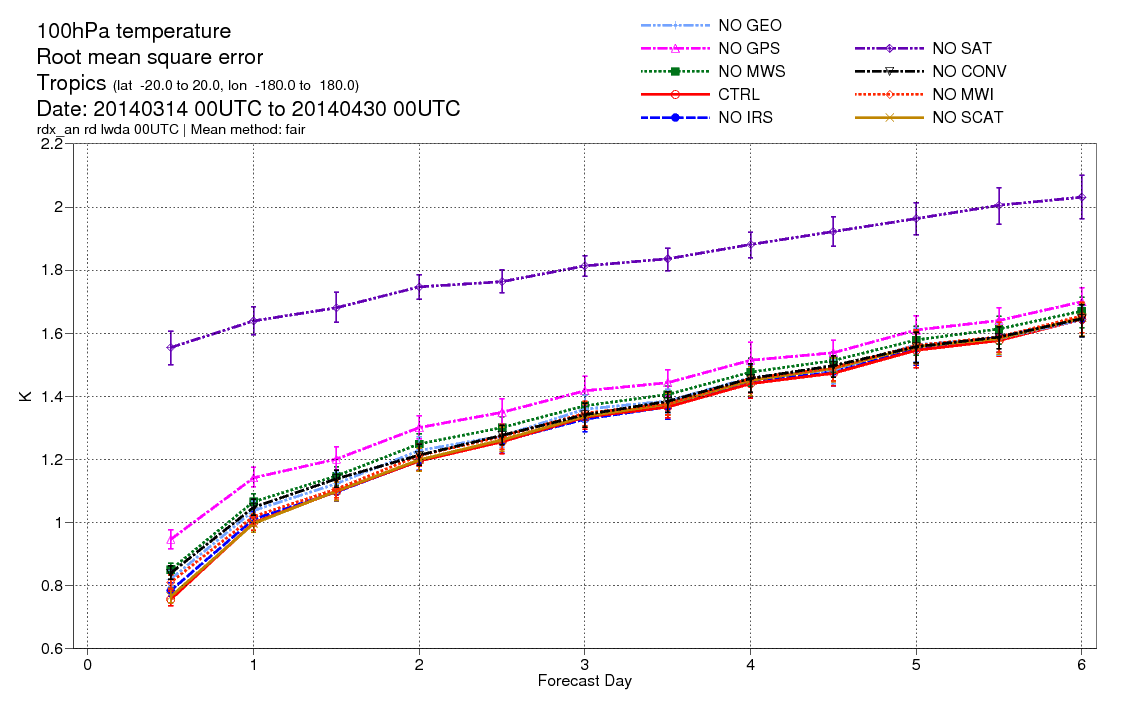 100hPa temperature
Root mean square error
Tropics (lat -20.0 to 20.0, lon -180.0 to 180.0)
Date: 20140314 00UTC to 20140430 00UTC
rdx_an rd lwda 00UTC | Mean method: fair
NO GEO
NO GPS
NO SAT
NO MWS
NO CONV
CTRL
NO MWI
NO IRS
NO SCAT
2.2
2
1.8
1.6
1.4
1.2
1
0.8
0.6
K
0 1 2 3 4 5 6
Forecast Day